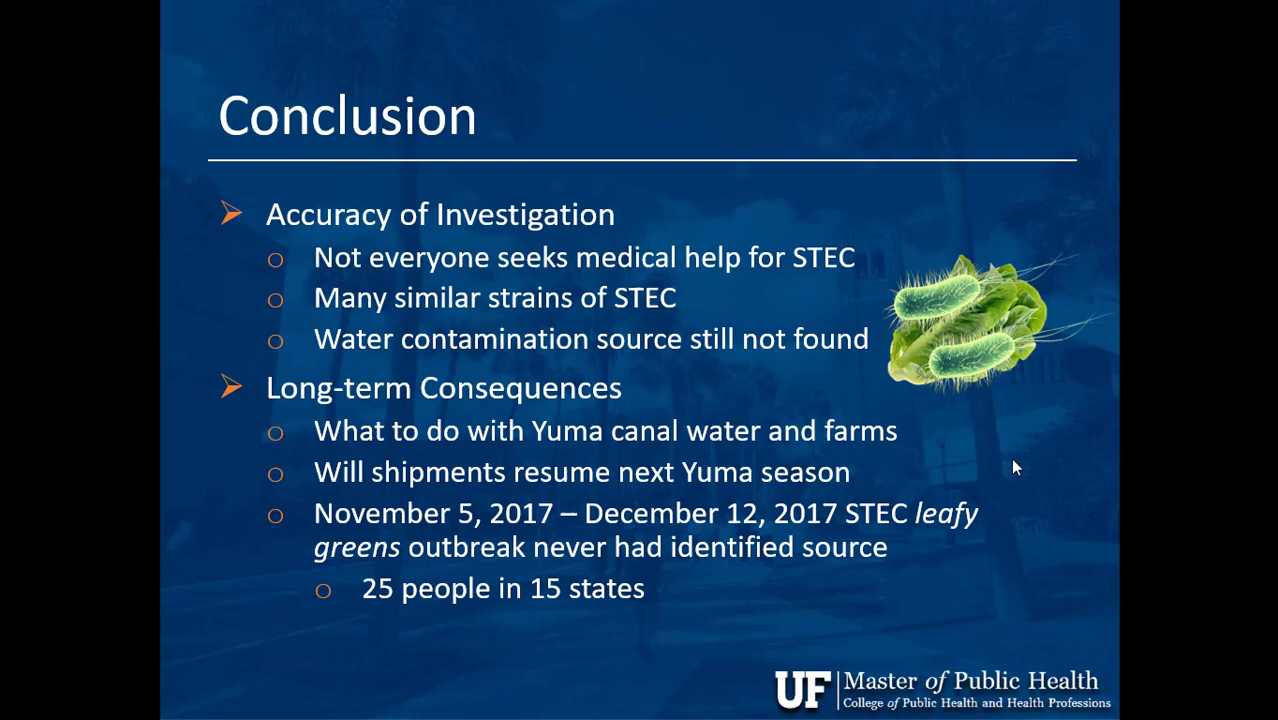 Conclusion
Accuracy of Investigation
Not everyone seeks medical help for STEC
Many similar strains of STEC
Water contamination source still not found
Long-term Consequences
What to do with Yuma canal water and farms
Will shipments resume next Yuma season
November 5, 2017 – December 12, 2017 STEC leafy
greens outbreak never had identified source
25 people in 15 states
UF Master of Public Health
College of Public Health and Health Professions